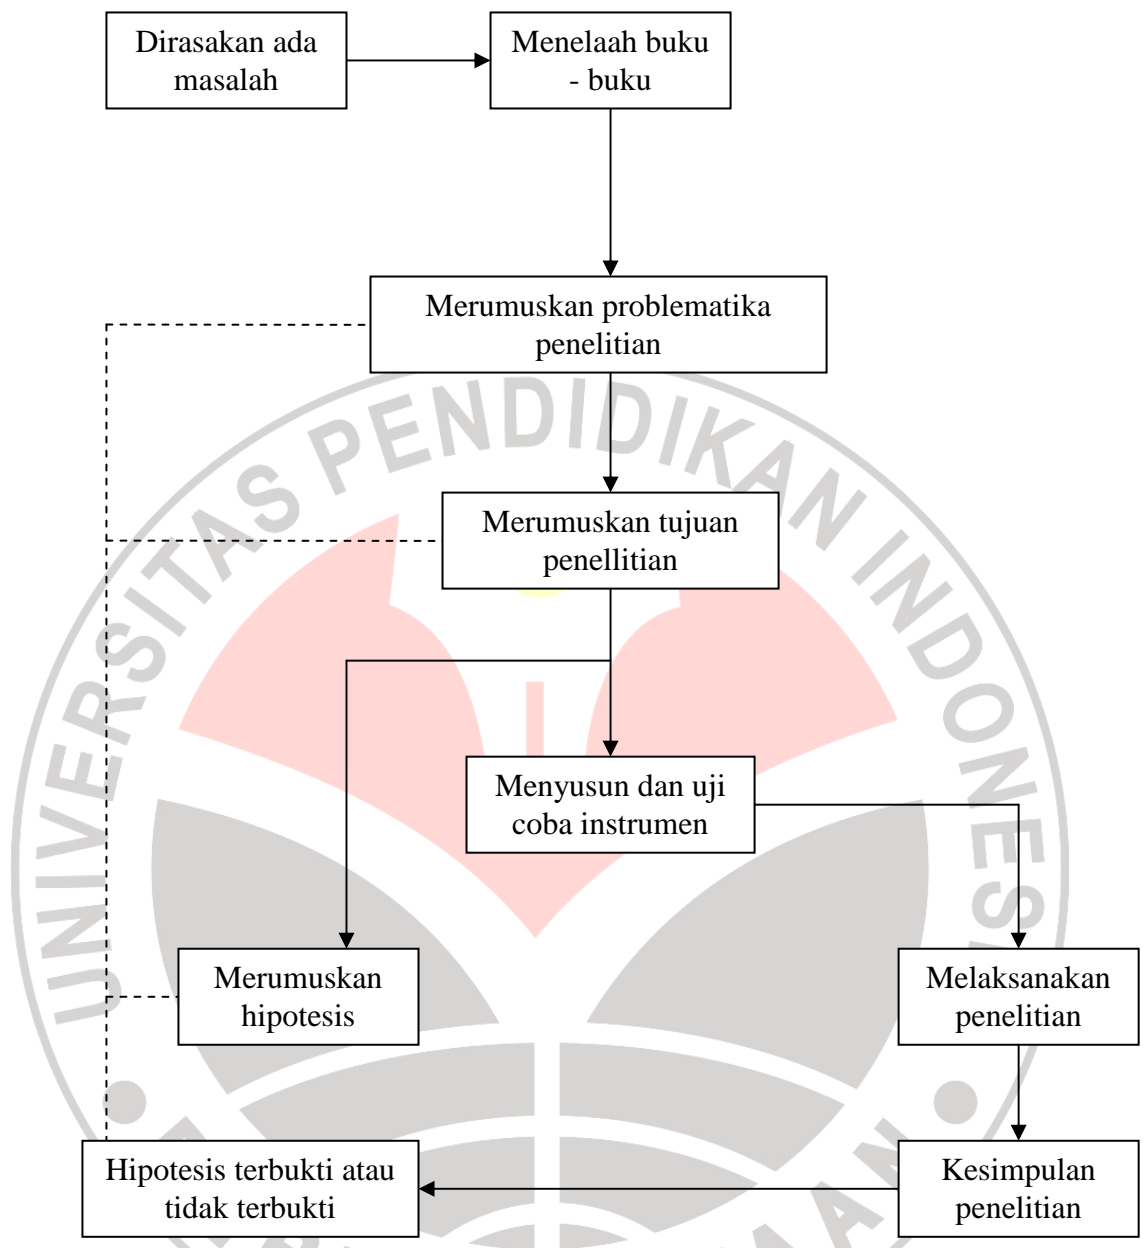 Dirasakan ada
masalah
Menelaah buku
- buku
Merumuskan problematika
penelitian
UNIVERSITAS PENDIDIKAN INDONESIA
Merumuskan tujuan
penellitian
Menyusun dan uji
coba instrumen
Merumuskan
hipotesis
Melaksanakan
penelitian
Hipotesis terbukti atau
tidak terbukti
Kesimpulan
penelitian